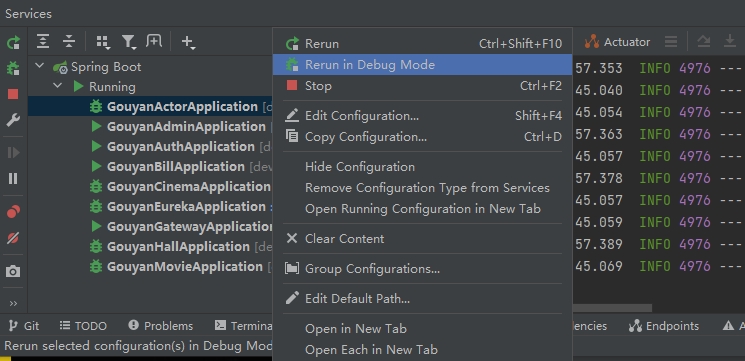 Services
Rerun Ctrl+Shift+F10
Rerun in Debug Mode
Stop Ctrl+F2
Edit Configuration... Shift+F4
Copy Configuration... Ctrl+D
Hide Configuration
Remove Configuration Type from Services
Open Running Configuration in New Tab
Clear Content
Group Configurations...
Edit Default Path...
Open in New Tab
Open Each in New Tab
Spring Boot
Running
GouyanActorApplication [d
GouyanAdminApplication [
GouyanAuthApplication [de
GouyanBillApplication [dev
GouyanCinemaApplication
GouyanEurekaApplication
GouyanGatewayApplication
GouyanHallApplication [de
GouyanMovieApplication [
Actuator
57.353 INFO 4976 ---
45.040 INFO 4976 ---
45.054 INFO 4976 ---
57.363 INFO 4976 ---
45.057 INFO 4976 ---
57.378 INFO 4976 ---
45.057 INFO 4976 ---
45.059 INFO 4976 ---
57.389 INFO 4976 ---
45.069 INFO 4976 ---
Git TODO Problems Termina
encies Endpoints
Rerun selected configuration(s) in Debug Mod